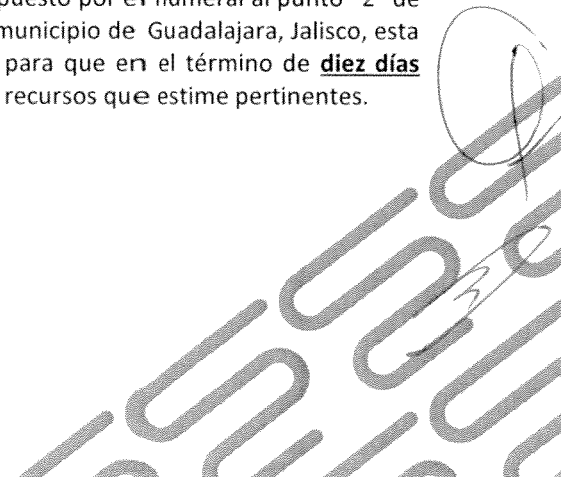 puesto por el numeral al punto "2" de
municipio de Guadalajara, Jalisco, esta
para que en el término de diez días
recursos que estime pertinentes.